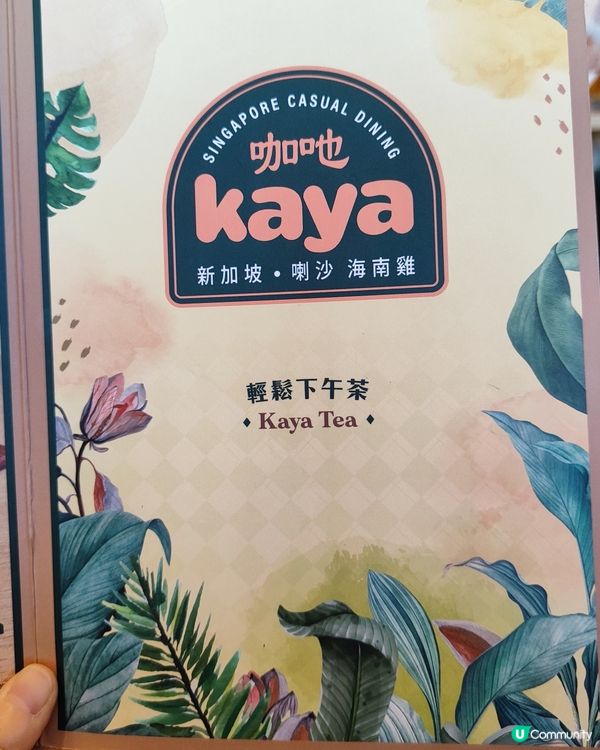 SINGAPORE CASUAL DINING
咖吔
kaya
新加坡•喇沙 海南雞
輕鬆下午茶
Kaya Tea
U Community